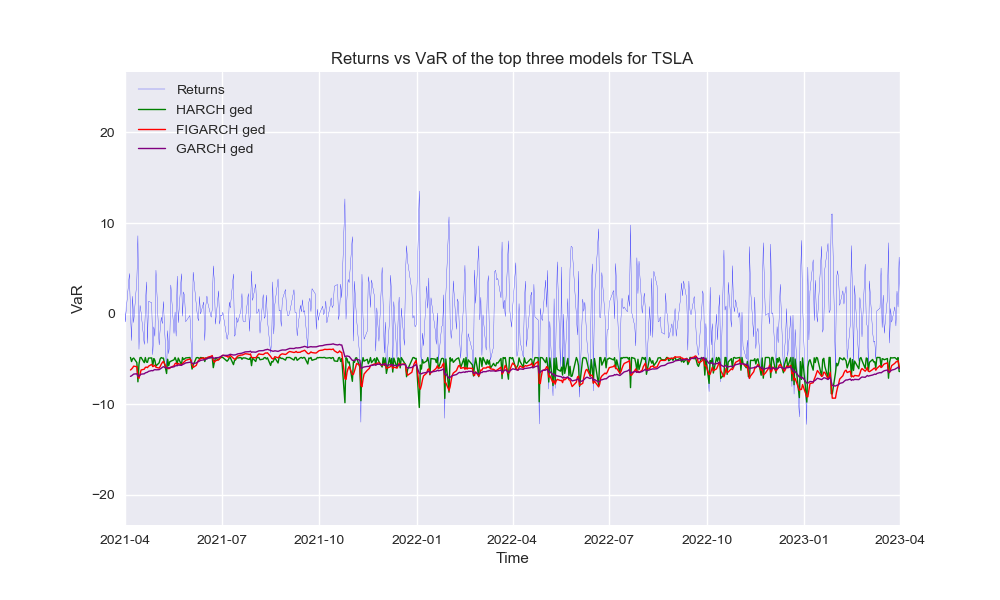 Returns vs VaR of the top three models for TSLA
Returns
HARCH ged
FIGARCH ged
GARCH ged
20
10
0
−10
−20
VaR
2021-04 2021-07 2021-10 2022-01 2022-04 2022-07 2022-10 2023-01 2023-04
Time